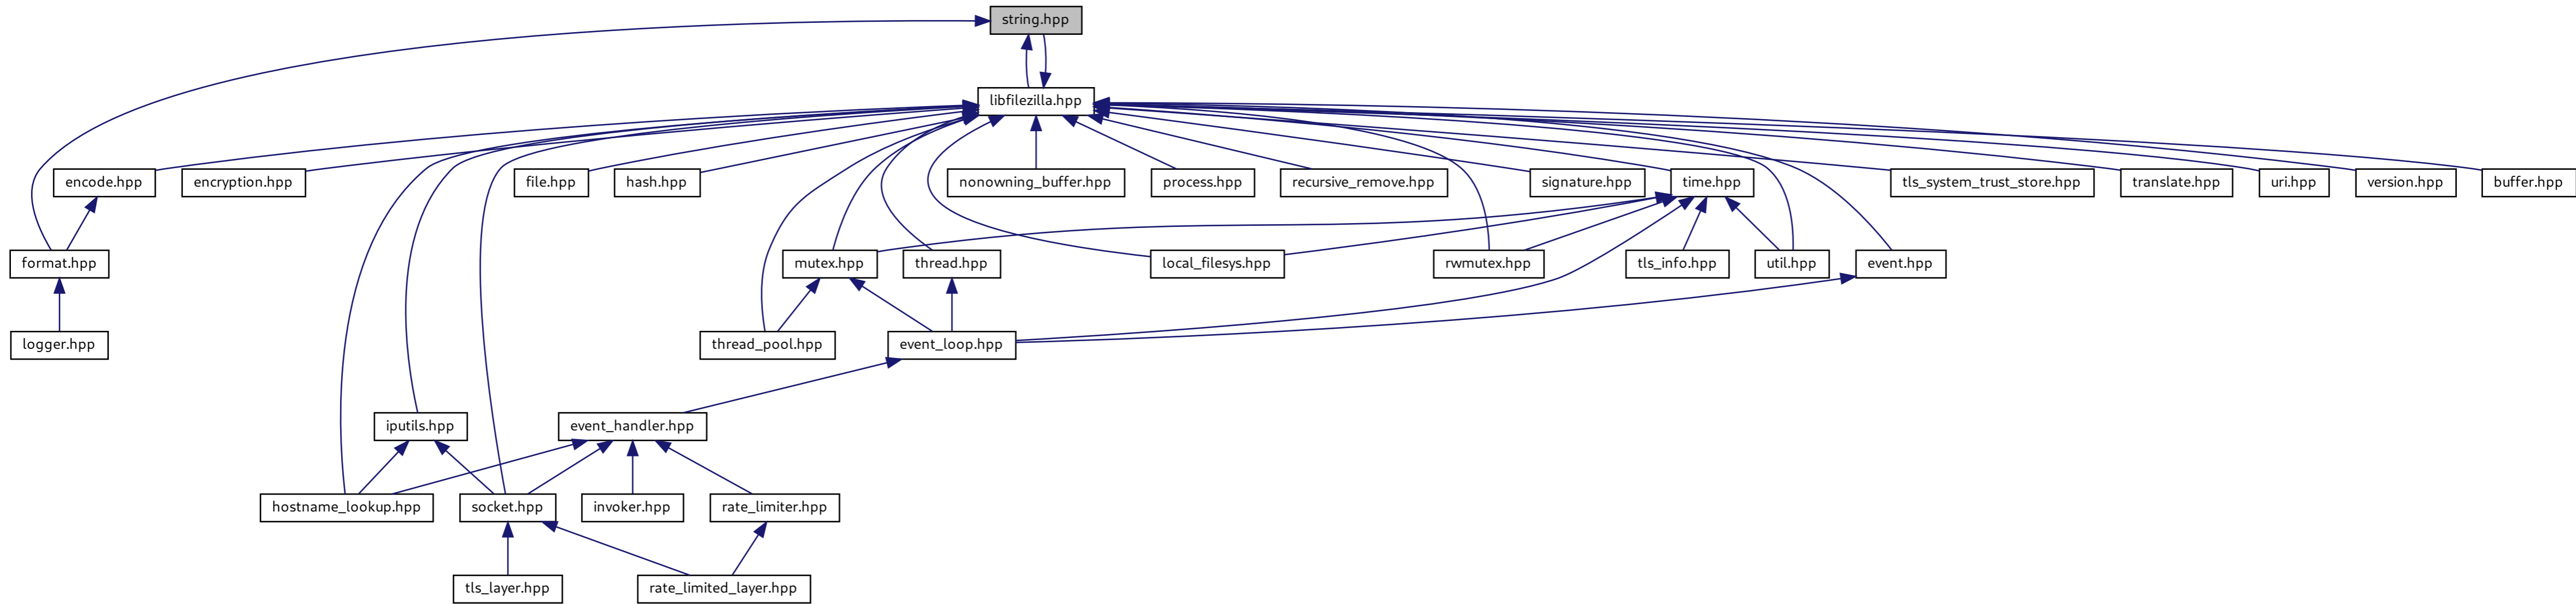 string.hpp
libfilezilla.hpp
encode.hpp
encryption.hpp
file.hpp
hash.hpp
nonowning_buffer.hpp
process.hpp
recursive_remove.hpp
signature.hpp
time.hpp
tls_system_trust_store.hpp
translate.hpp
uri.hpp
version.hpp
buffer.hpp
format.hpp
mutex.hpp
thread.hpp
local_filesys.hpp
rwmutex.hpp
tls_info.hpp
util.hpp
event.hpp
logger.hpp
thread_pool.hpp
event_loop.hpp
iputils.hpp
event_handler.hpp
hostname_lookup.hpp
socket.hpp
invoker.hpp
rate_limiter.hpp
tls_layer.hpp
rate_limited_layer.hpp